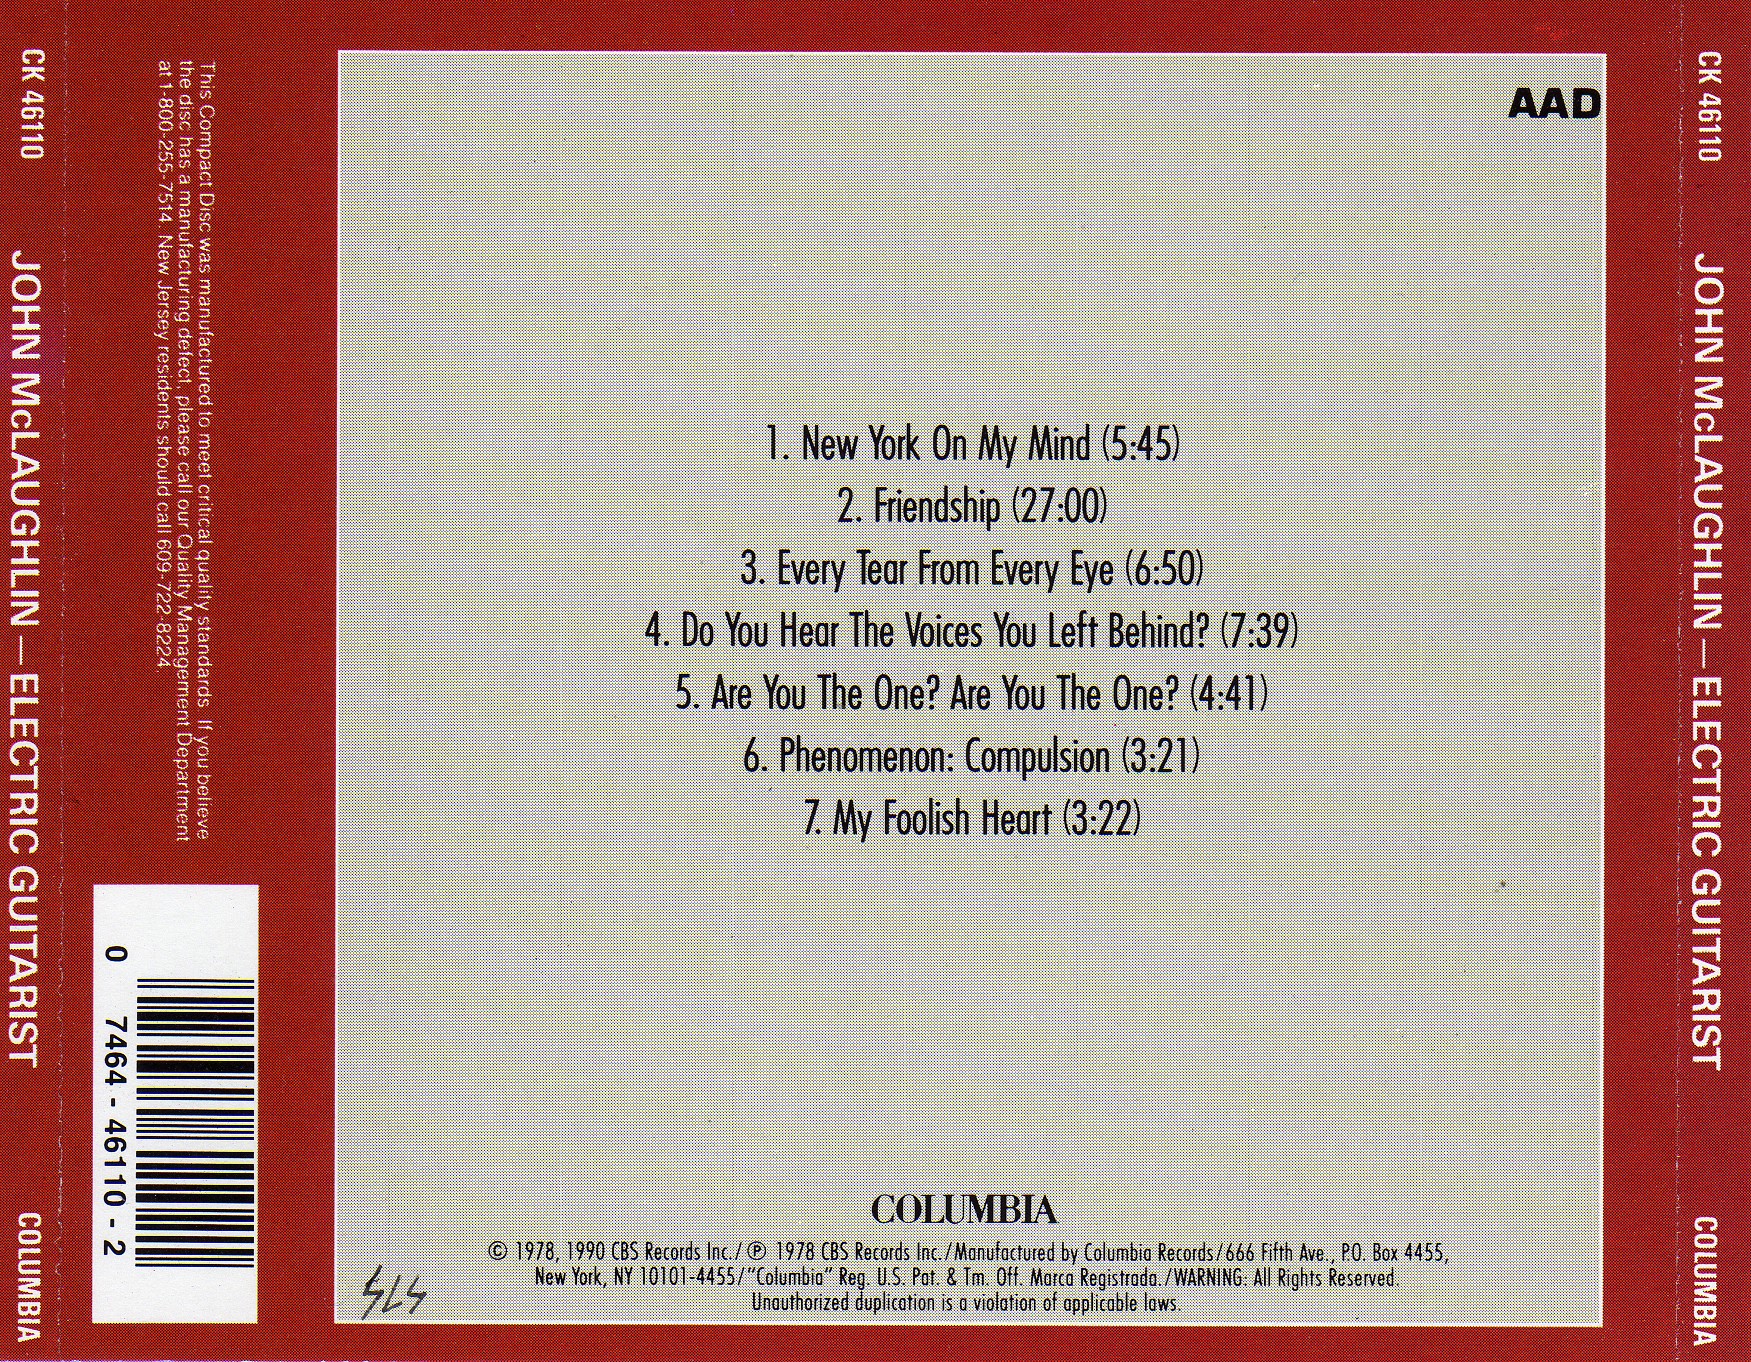 CK 46110
JOHN McLAUGHLIN — ELECTRIC GUITARIST
COLUMBIA
This Compact Disc was manufactured to meet critical quality standards. If you believe
the disc has a manufacturing defect, please call our Quality Management Department
at 1-800-255-7514. New Jersey residents should call 609-722-8224.
0 7464-46110-2
AAD
1. New York On My Mind (5:45)
2. Friendship (27:00)
3. Every Tear From Every Eye (6:50)
4. Do You Hear The Voices You Left Behind? (7:39)
5. Are You The One? Are You The One? (4:41)
6. Phenomenon: Compulsion (3:21)
7. My Foolish Heart (3:22)
COLUMBIA
© 1978, 1990 CBS Records Inc./℗ 1978 CBS Records Inc./Manufactured by Columbia Records/666 Fifth Ave., P.O. Box 4455,
New York, NY 10101-4455/"Columbia" Reg. U.S. Pat. & Tm. Off. Marca Registrada./WARNING: All Rights Reserved.
Unauthorized duplication is a violation of applicable laws.
CK 46110
JOHN McLAUGHLIN — ELECTRIC GUITARIST
COLUMBIA